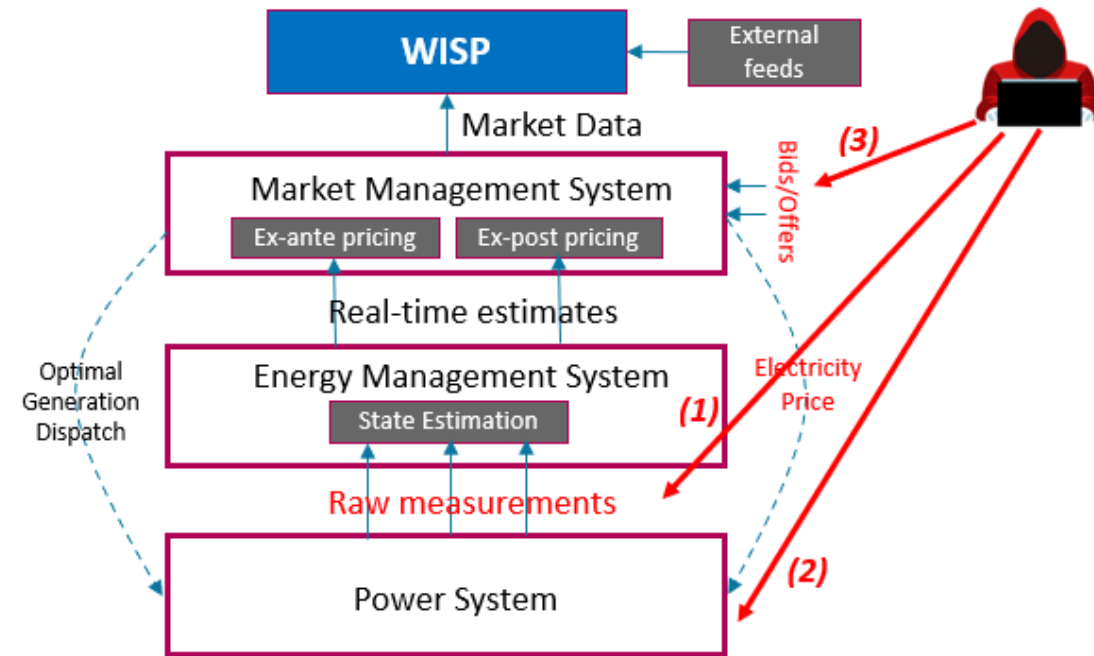 WISP
External
feeds
Market Data
(3)
Market Management System
Bids/Offers
Ex-ante pricing
Ex-post pricing
Real-time estimates
Optimal
Generation
Dispatch
Energy Management System
State Estimation
Electricity
Price
(1)
Raw measurements
(2)
Power System